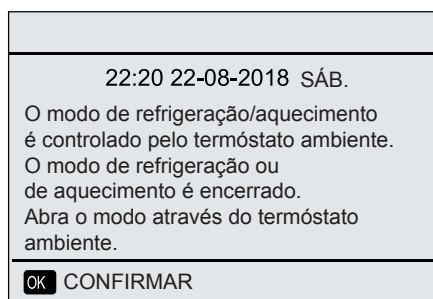 22:20 22-08-2018 SÁB.
O modo de refrigeração/aquecimento
é controlado pelo termóstato ambiente.
O modo de refrigeração ou
de aquecimento é encerrado.
Abra o modo através do termóstato
ambiente.
OK CONFIRMAR